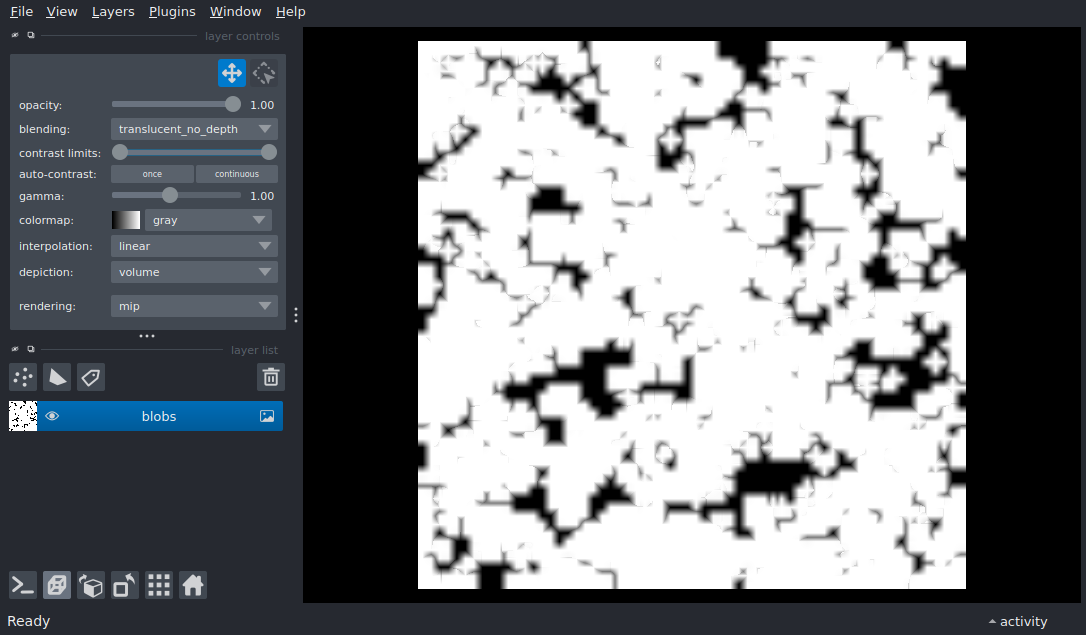 File View Layers Plugins Window Help
layer controls
opacity: 1.00
blending: translucent_no_depth
contrast limits:
auto-contrast: once continuous
gamma: 1.00
colormap: gray
interpolation: linear
depiction: volume
rendering: mip
layer list
blobs
Ready activity